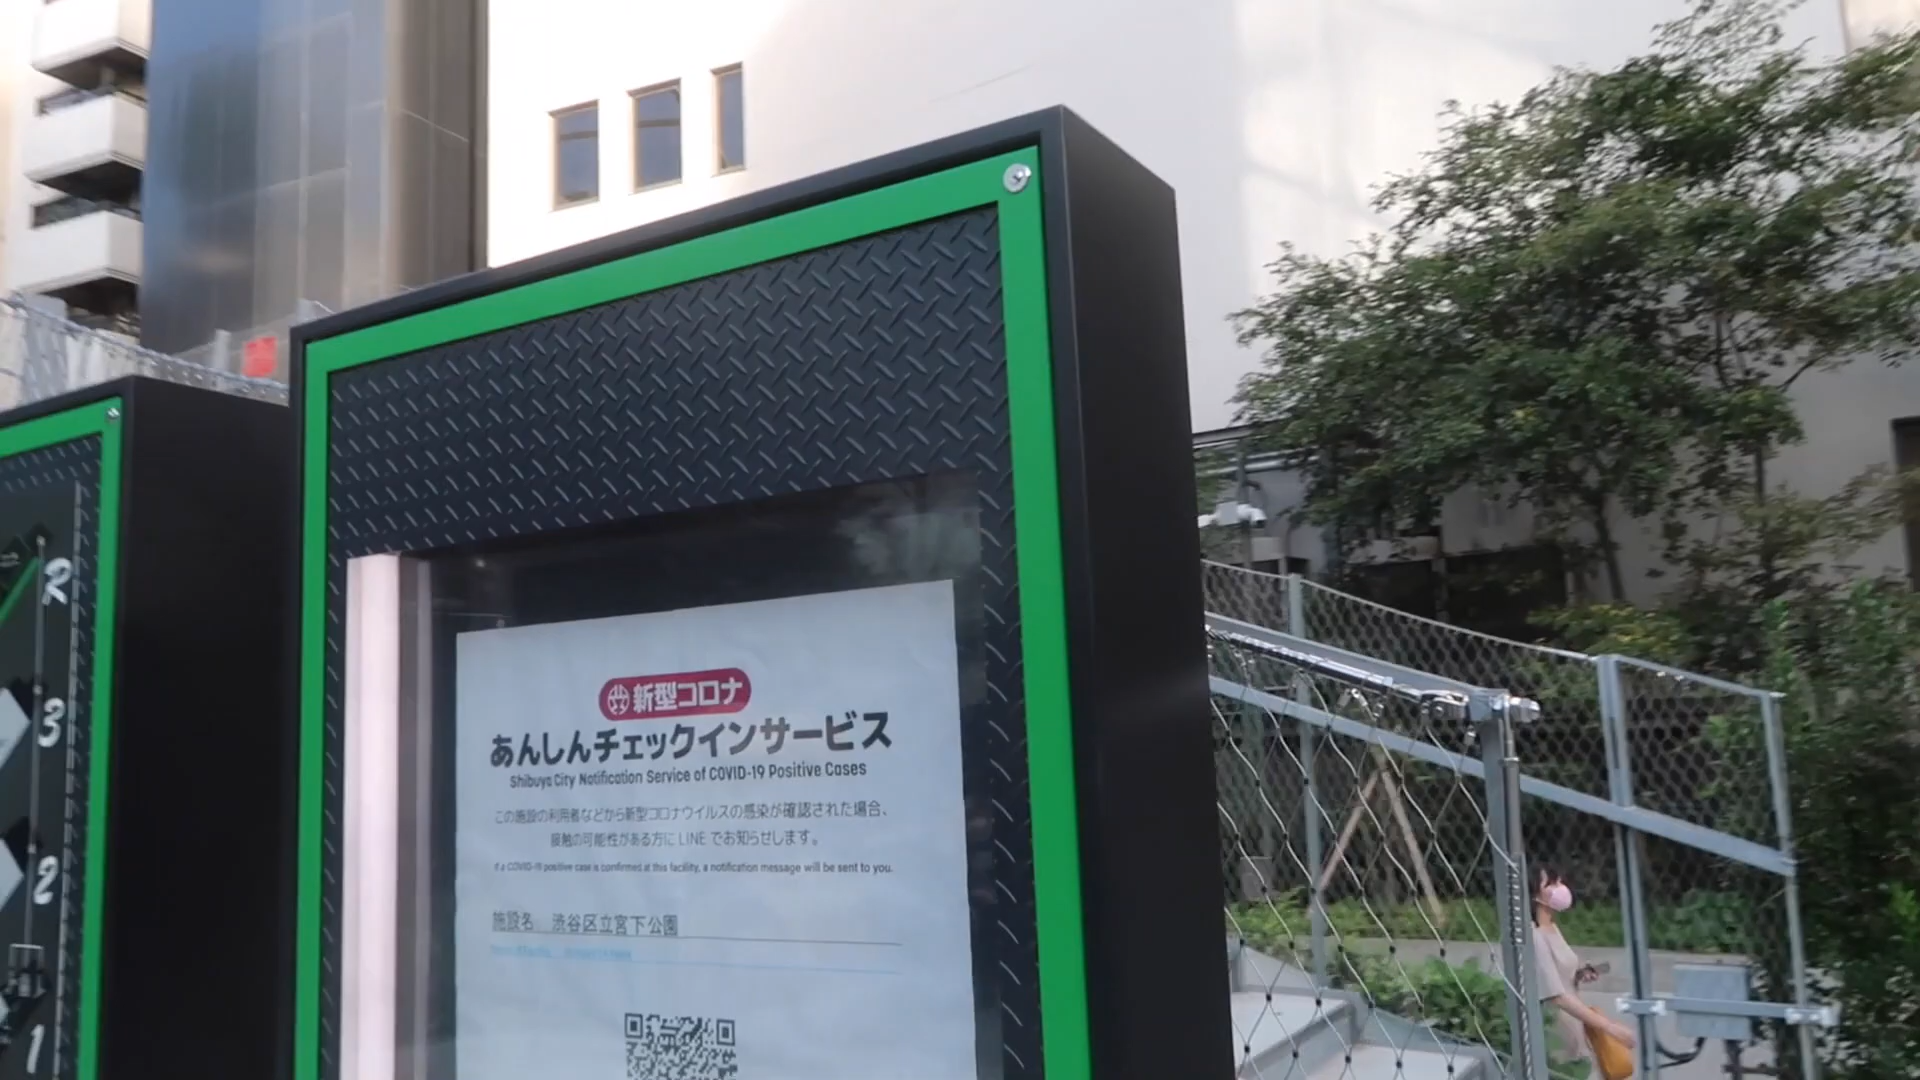 R
3
2
1
新型コロナ
あんしんチェックインサービス
Shibuya City Notification Service of COVID-19 Positive Cases
この施設の利用者などから新型コロナウイルスの感染が確認された場合、
接触の可能性がある方に LINE でお知らせします。
If a COVID-19 positive case is confirmed at this facility, a notification message will be sent to you.
施設名 渋谷区立宮下公園